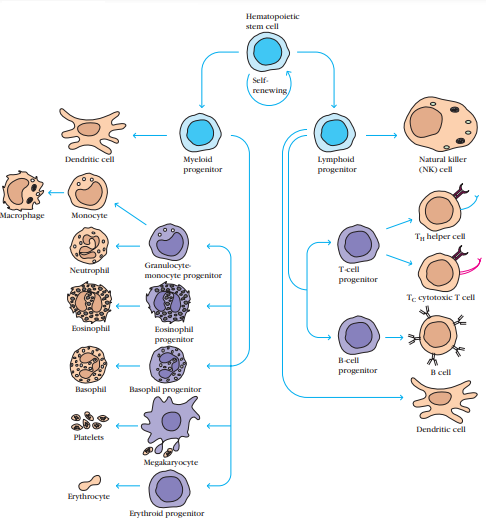 Hematopoietic
stem cell
Self-
renewing
Dendritic cell
Myeloid
progenitor
Lymphoid
progenitor
Natural killer
(NK) cell
Macrophage
Monocyte
Granulocyte-
monocyte progenitor
Neutrophil
Eosinophil
Eosinophil
progenitor
Basophil
Basophil progenitor
Platelets
Megakaryocyte
Erythrocyte
Erythroid progenitor
T-cell
progenitor
TH helper cell
TC cytotoxic T cell
B-cell
progenitor
B cell
Dendritic cell